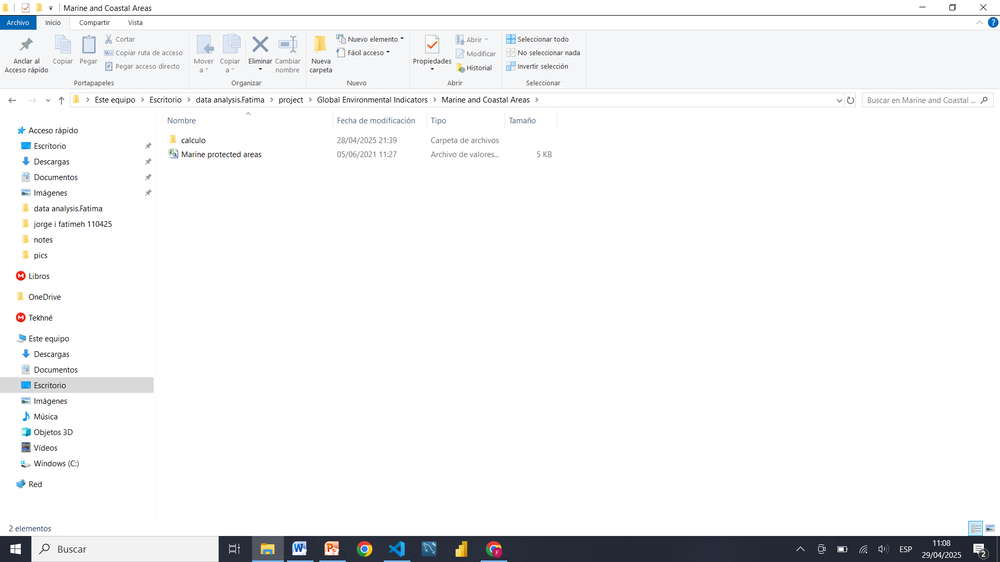 Marine and Coastal Areas
Archivo
Inicio
Compartir
Vista
Anclar al
Acceso rápido
Copiar
Pegar
Cortar
Copiar ruta de acceso
Pegar acceso directo
Portapapeles
Mover
a
Copiar
a
Eliminar
Cambiar
nombre
Organizar
Nueva
carpeta
Nuevo elemento
Fácil acceso
Nuevo
Propiedades
Abrir
Modificar
Historial
Abrir
Seleccionar todo
No seleccionar nada
Invertir selección
Seleccionar
Este equipo > Escritorio > data analysis.Fatima > project > Global Environmental Indicators > Marine and Coastal Areas >
Buscar en Marine and Coastal ...
Nombre
Fecha de modificación
Tipo
Tamaño
calculo
28/04/2025 21:39
Carpeta de archivos
Marine protected areas
05/06/2021 11:27
Archivo de valores...
5 KB
Acceso rápido
Escritorio
Descargas
Documentos
Imágenes
data analysis.Fatima
jorge i fatimeh 110425
notes
pics
Libros
OneDrive
Tekhné
Este equipo
Descargas
Documentos
Escritorio
Imágenes
Música
Objetos 3D
Vídeos
Windows (C:)
Red
2 elementos
Buscar
ESP
11:08
29/04/2025
2